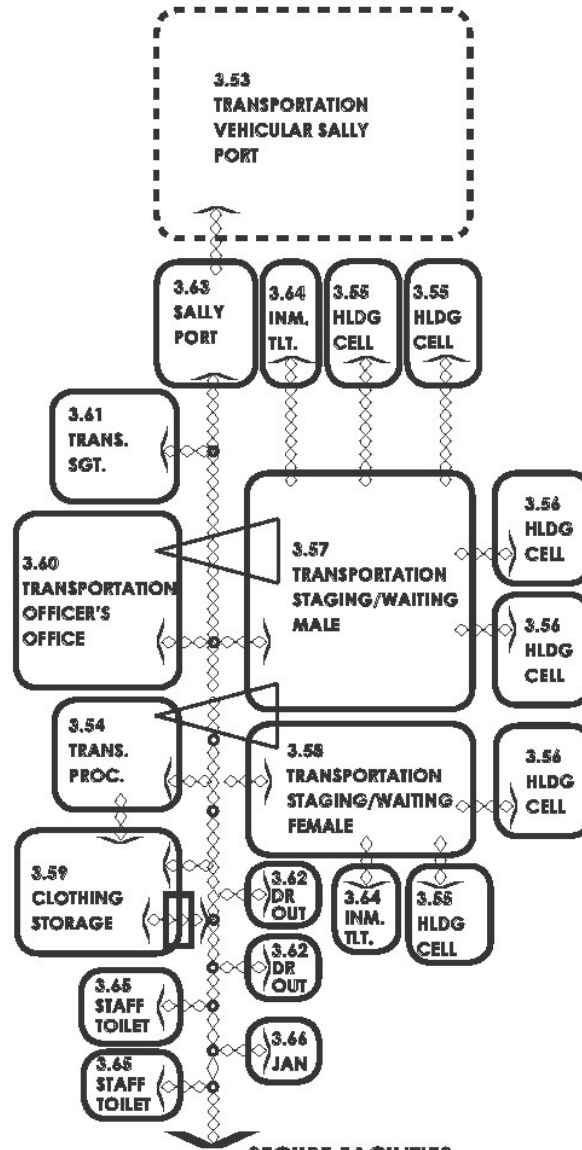 3.53
TRANSPORTATION
VEHICULAR SALLY
PORT
3.63
SALLY
PORT
3.64
INM.
TLT.
3.55
HLDG
CELL
3.55
HLDG
CELL
3.61
TRANS.
SGT.
3.60
TRANSPORTATION
OFFICER'S
OFFICE
3.57
TRANSPORTATION
STAGING/WAITING
MALE
3.56
HLDG
CELL
3.56
HLDG
CELL
3.54
TRANS.
PROC.
3.58
TRANSPORTATION
STAGING/WAITING
FEMALE
3.56
HLDG
CELL
3.59
CLOTHING
STORAGE
3.62
DR
OUT
3.64
INM.
TLT.
3.55
HLDG
CELL
3.62
DR
OUT
3.65
STAFF
TOILET
3.66
JAN
3.65
STAFF
TOILET
SECURE FACILITIES